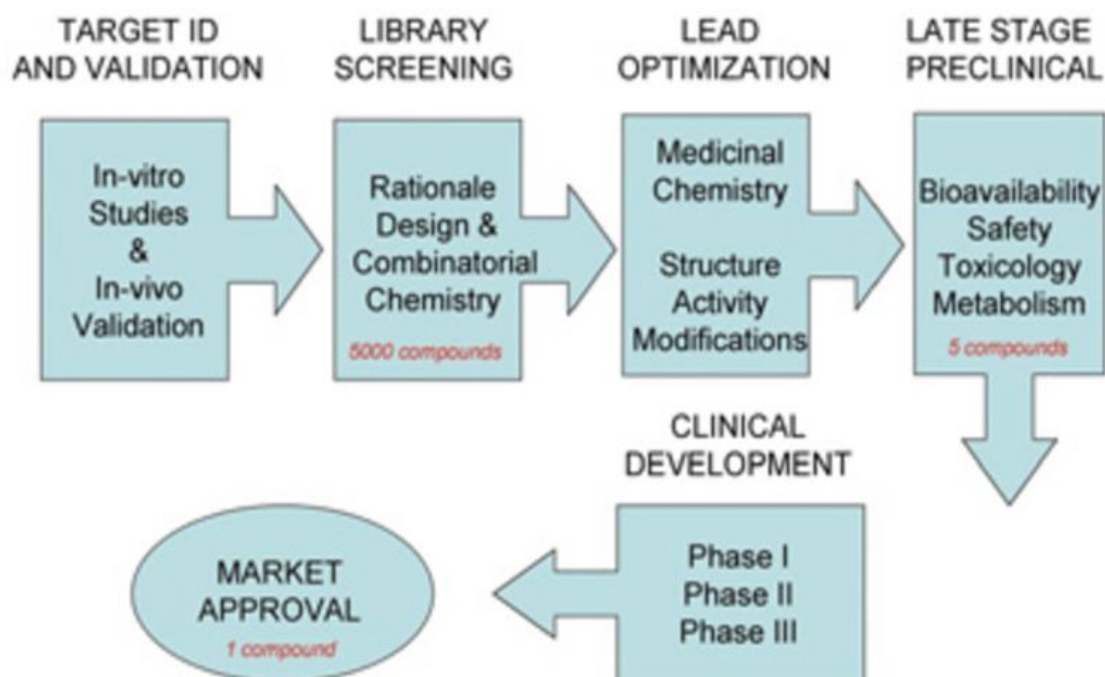 TARGET ID
AND VALIDATION
In-vitro
Studies
&
In-vivo
Validation
LIBRARY
SCREENING
Rationale
Design &
Combinatorial
Chemistry
5000 compounds
LEAD
OPTIMIZATION
Medicinal
Chemistry
Structure
Activity
Modifications
LATE STAGE
PRECLINICAL
Bioavailability
Safety
Toxicology
Metabolism
5 compounds
CLINICAL
DEVELOPMENT
Phase I
Phase II
Phase III
MARKET
APPROVAL
1 compound